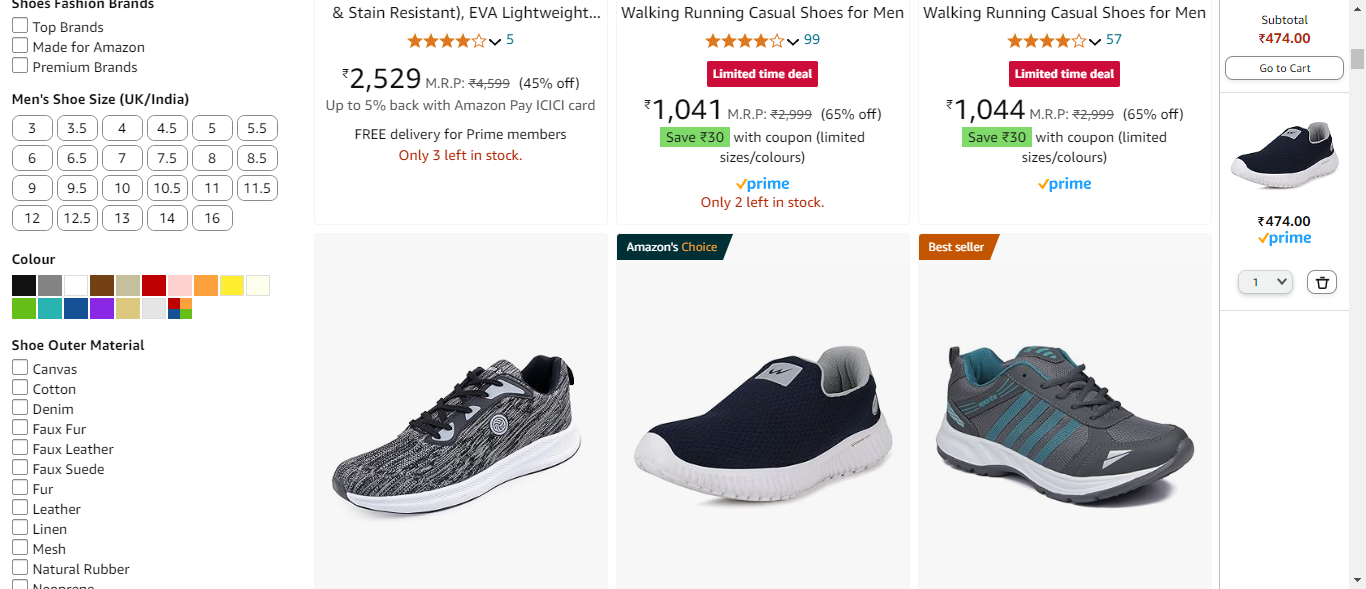 Shoes Fashion Brands
Top Brands
Made for Amazon
Premium Brands
Men's Shoe Size (UK/India)
3 3.5 4 4.5 5 5.5
6 6.5 7 7.5 8 8.5
9 9.5 10 10.5 11 11.5
12 12.5 13 14 16
Colour
Shoe Outer Material
Canvas
Cotton
Denim
Faux Fur
Faux Leather
Faux Suede
Fur
Leather
Linen
Mesh
Natural Rubber
Neoprene
& Stain Resistant), EVA Lightweight...
5
₹2,529 M.R.P: ₹4,599 (45% off)
Up to 5% back with Amazon Pay ICICI card
FREE delivery for Prime members
Only 3 left in stock.
Walking Running Casual Shoes for Men
99
Limited time deal
₹1,041 M.R.P: ₹2,999 (65% off)
Save ₹30 with coupon (limited
sizes/colours)
prime
Only 2 left in stock.
Walking Running Casual Shoes for Men
57
Limited time deal
₹1,044 M.R.P: ₹2,999 (65% off)
Save ₹30 with coupon (limited
sizes/colours)
prime
Amazon's Choice
Best seller
sports
Subtotal
₹474.00
Go to Cart
₹474.00
prime
1